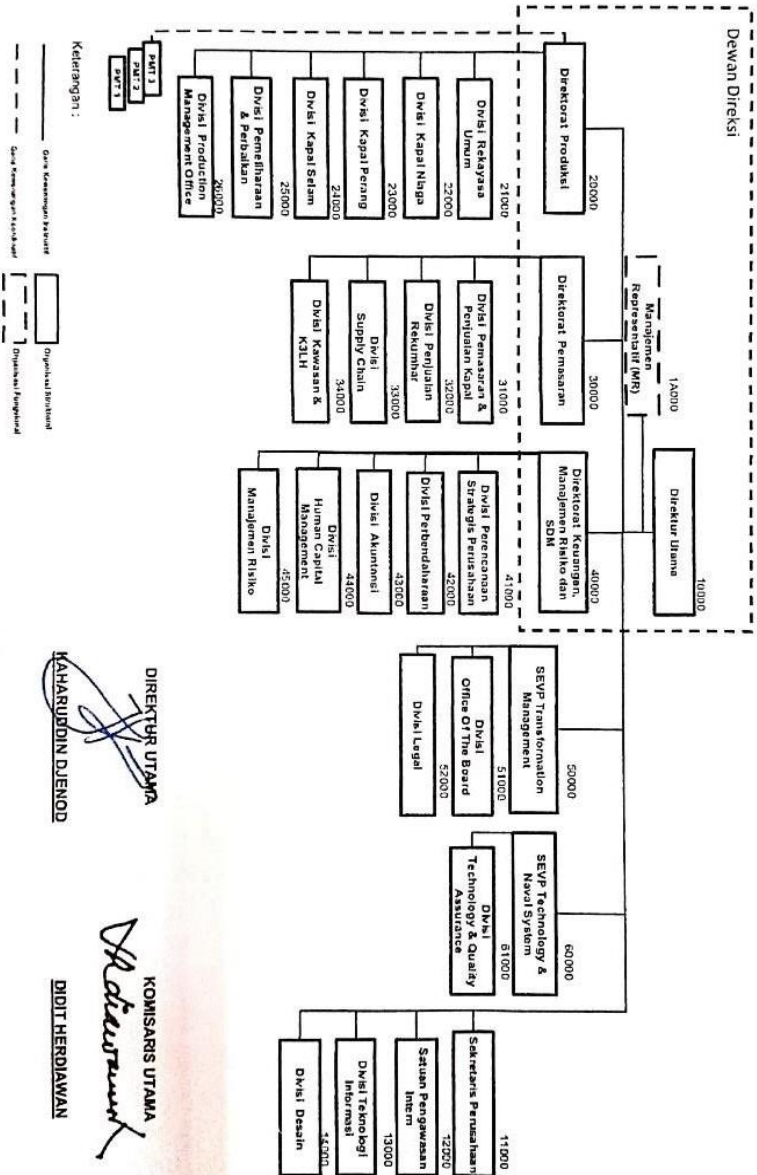 Dewan Direksi
10000
Direktur Utama
1A000
Manajemen
Representatif (MR)
20000
Direktorat Produksi
21000
Divisi Rekayasa
Umum
22000
Divisi Kapal Niaga
23000
Divisi Kapal Perang
24000
Divisi Kapal Selam
25000
Divisi Pemeliharaan
& Perbaikan
26000
Divisi Production
Management Office
PMT 3
PMT 2
PMT 1
30000
Direktorat Pemasaran
31000
Divisi Pemasaran &
Penjualan Kapal
32000
Divisi Penjualan
Rekumhar
33000
Divisi
Supply Chain
34000
Divisi Kawasan &
K3LH
40000
Direktorat Keuangan,
Manajemen Risiko dan
SDM
41000
Divisi Perencanaan
Strategis Perusahaan
42000
Divisi Perbendaharaan
43000
Divisi Akuntansi
44000
Divisi
Human Capital
Management
45000
Divisi
Manajemen Risiko
50000
SEVP Transformation
Management
51000
Divisi
Office Of The Board
52000
Divisi Legal
60000
SEVP Technology &
Naval System
61000
Divisi
Technology & Quality
Assurance
11000
Sekretaris Perusahaan
12000
Satuan Pengawasan
Intern
13000
Divisi Teknologi
Informasi
14000
Divisi Desain
Keterangan :
Garis Kewenangan Instruktif
Organisasi Struktural
Garis Kewenangan Koordinatif
Organisasi Fungsional
DIREKTUR UTAMA
KAHARUDDIN DJENOD
KOMISARIS UTAMA
DIDIT HERDIAWAN